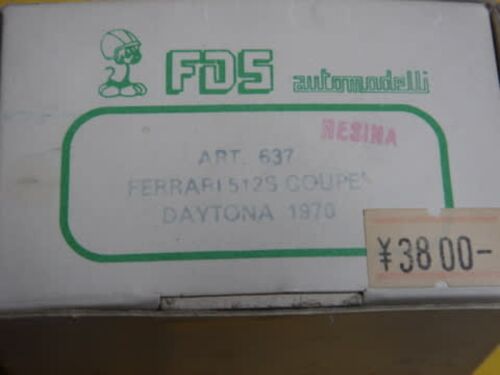 FDS automodelli
RESINA
ART. 637
FERRARI 512S COUPE'
DAYTONA 1970
¥3800-